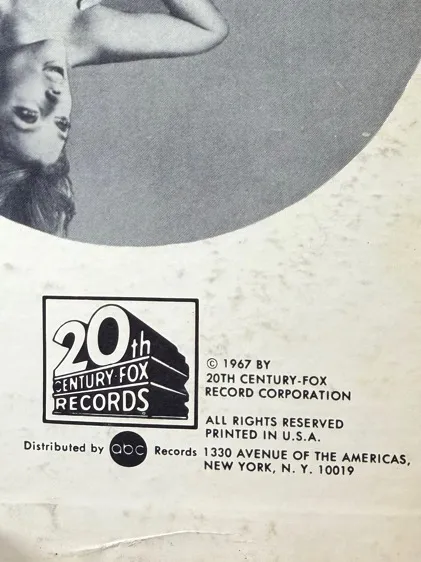 20th
CENTURY-FOX
RECORDS
© 1967 BY
20TH CENTURY-FOX
RECORD CORPORATION
ALL RIGHTS RESERVED
PRINTED IN U.S.A.
Distributed by abc Records
1330 AVENUE OF THE AMERICAS,
NEW YORK, N. Y. 10019